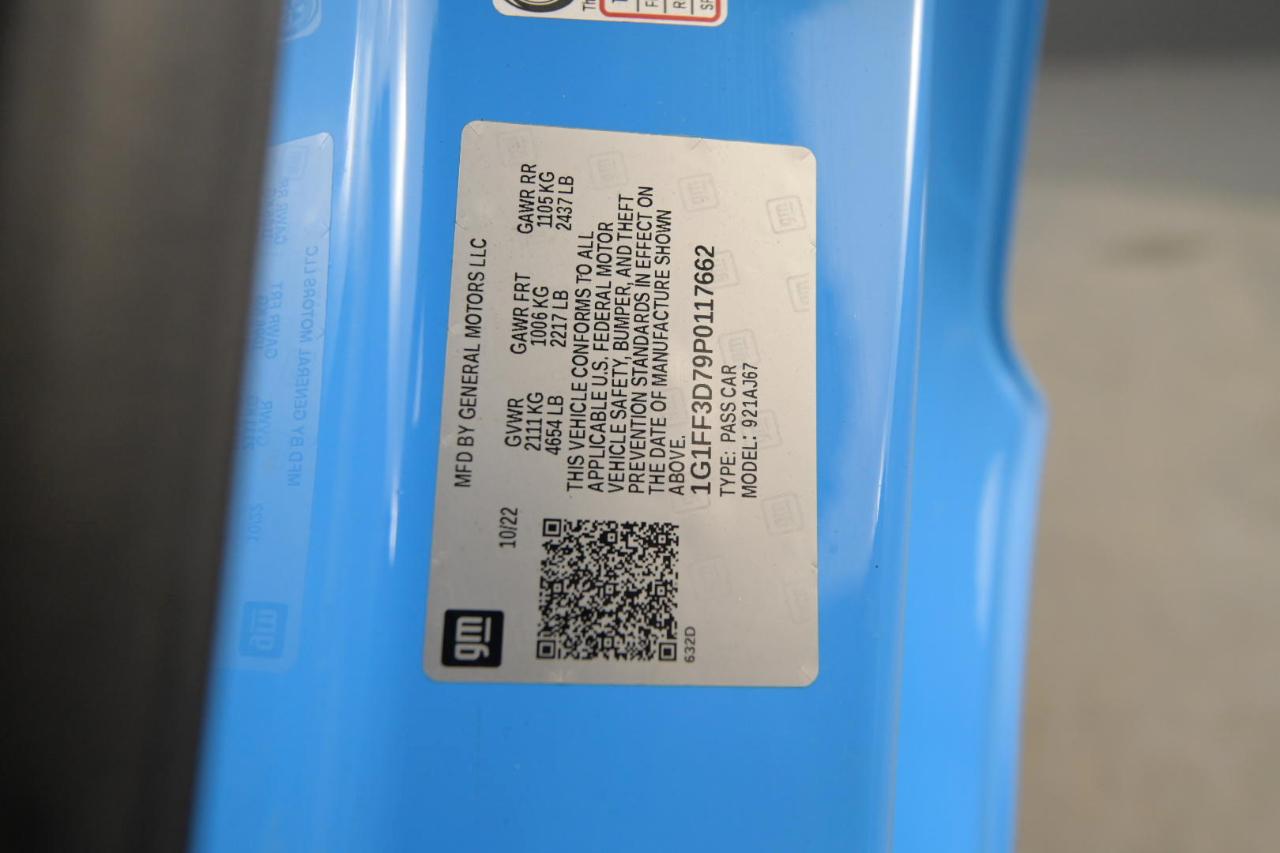 gm
MFD BY GENERAL MOTORS LLC
10/22
GVWR GAWR FRT GAWR RR
2111 KG 1006 KG 1105 KG
4654 LB 2217 LB 2437 LB
THIS VEHICLE CONFORMS TO ALL
APPLICABLE U.S. FEDERAL MOTOR
VEHICLE SAFETY, BUMPER, AND THEFT
PREVENTION STANDARDS IN EFFECT ON
THE DATE OF MANUFACTURE SHOWN
ABOVE.
1G1FF3D79P0117662
TYPE: PASS CAR
MODEL: 921AJ67
632D